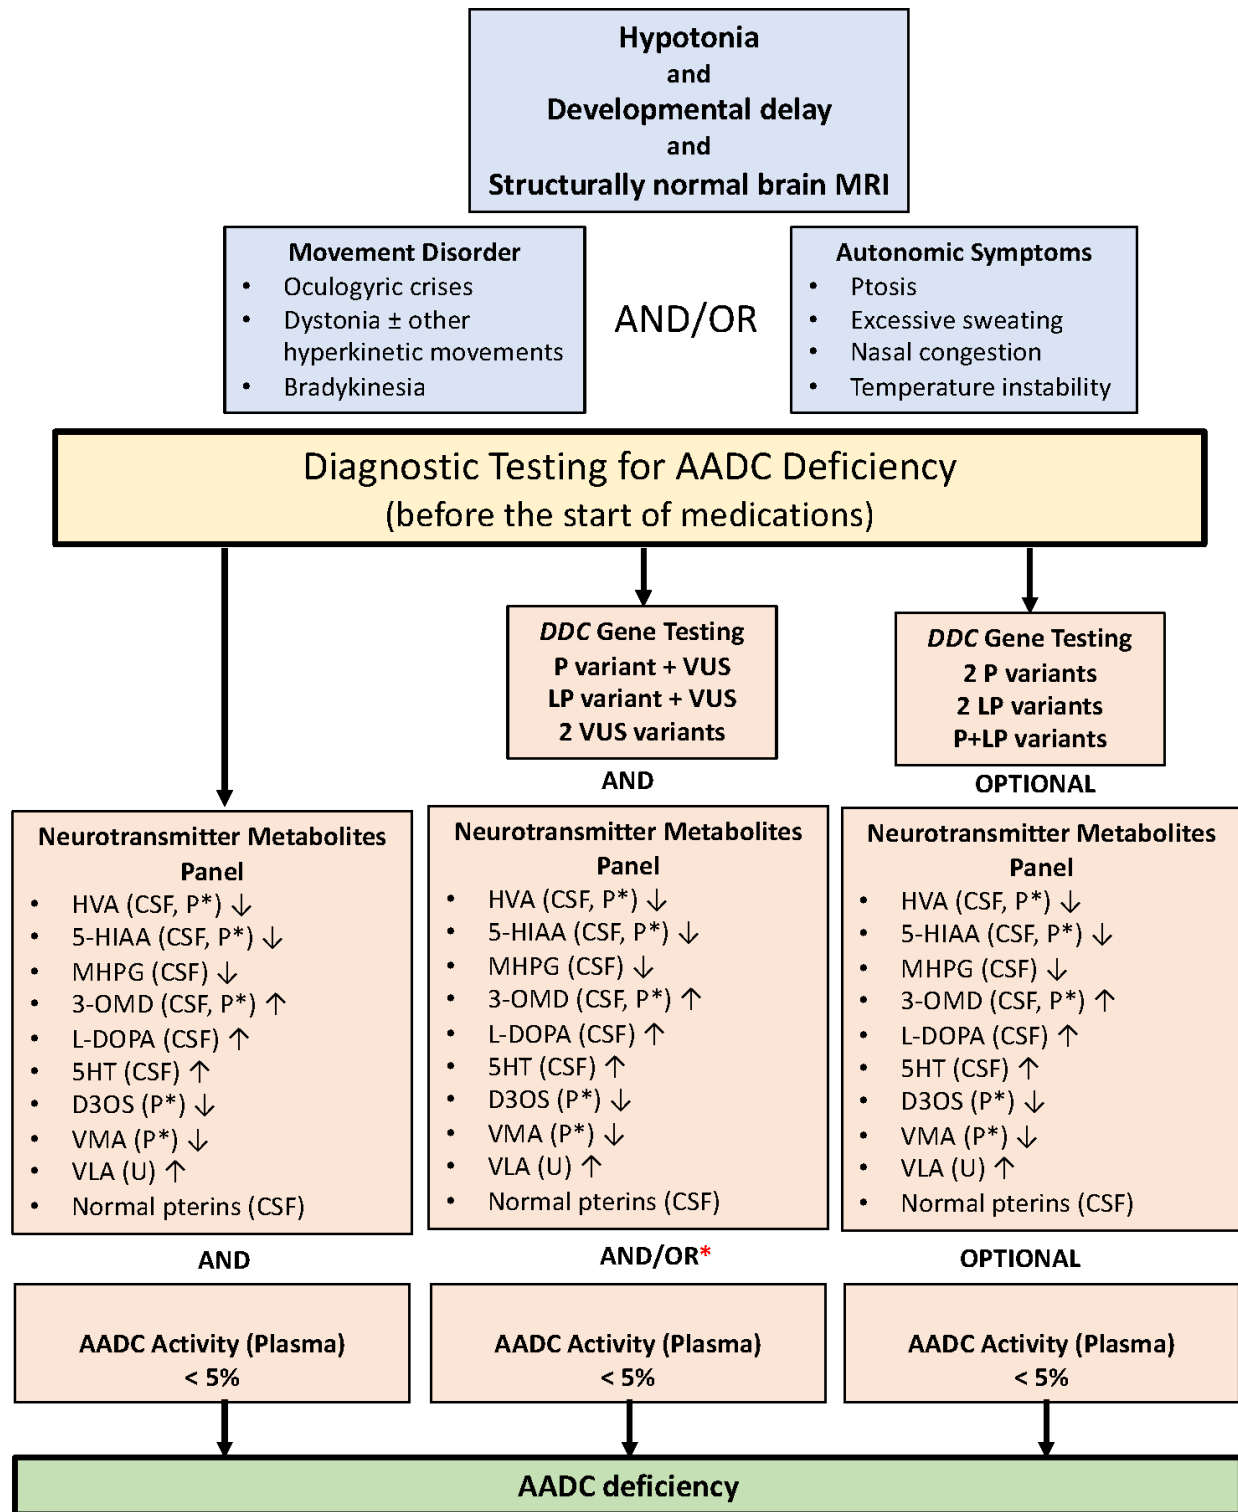 Hypotonia
and
Developmental delay
and
Structurally normal brain MRI
Movement Disorder
• Oculogyric crises
• Dystonia ± other
hyperkinetic movements
• Bradykinesia
AND/OR
Autonomic Symptoms
• Ptosis
• Excessive sweating
• Nasal congestion
• Temperature instability
Diagnostic Testing for AADC Deficiency
(before the start of medications)
DDC Gene Testing
P variant + VUS
LP variant + VUS
2 VUS variants
AND
DDC Gene Testing
2 P variants
2 LP variants
P+LP variants
OPTIONAL
Neurotransmitter Metabolites
Panel
• HVA (CSF, P*) ↓
• 5-HIAA (CSF, P*) ↓
• MHPG (CSF) ↓
• 3-OMD (CSF, P*) ↑
• L-DOPA (CSF) ↑
• 5HT (CSF) ↑
• D3OS (P*) ↓
• VMA (P*) ↓
• VLA (U) ↑
• Normal pterins (CSF)
AND
AADC Activity (Plasma)
< 5%
Neurotransmitter Metabolites
Panel
• HVA (CSF, P*) ↓
• 5-HIAA (CSF, P*) ↓
• MHPG (CSF) ↓
• 3-OMD (CSF, P*) ↑
• L-DOPA (CSF) ↑
• 5HT (CSF) ↑
• D3OS (P*) ↓
• VMA (P*) ↓
• VLA (U) ↑
• Normal pterins (CSF)
AND/OR*
AADC Activity (Plasma)
< 5%
Neurotransmitter Metabolites
Panel
• HVA (CSF, P*) ↓
• 5-HIAA (CSF, P*) ↓
• MHPG (CSF) ↓
• 3-OMD (CSF, P*) ↑
• L-DOPA (CSF) ↑
• 5HT (CSF) ↑
• D3OS (P*) ↓
• VMA (P*) ↓
• VLA (U) ↑
• Normal pterins (CSF)
OPTIONAL
AADC Activity (Plasma)
< 5%
AADC deficiency